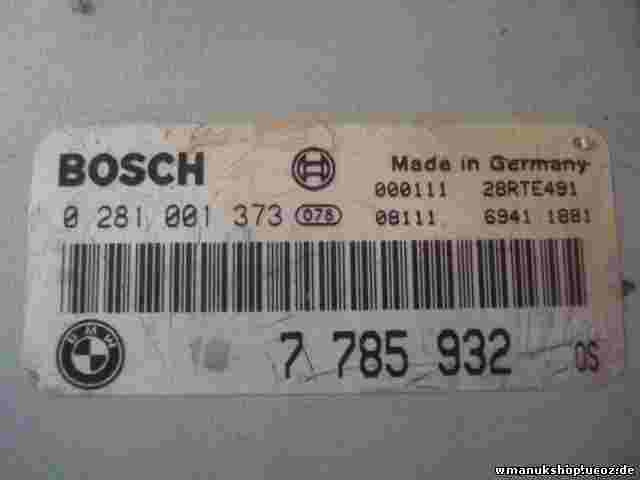 BOSCH
Made in Germany
000111 28RTE491
0 281 001 373 078 08111 6941 1881
BMW
7 785 932 OS
wmanukshop.ucoz.de